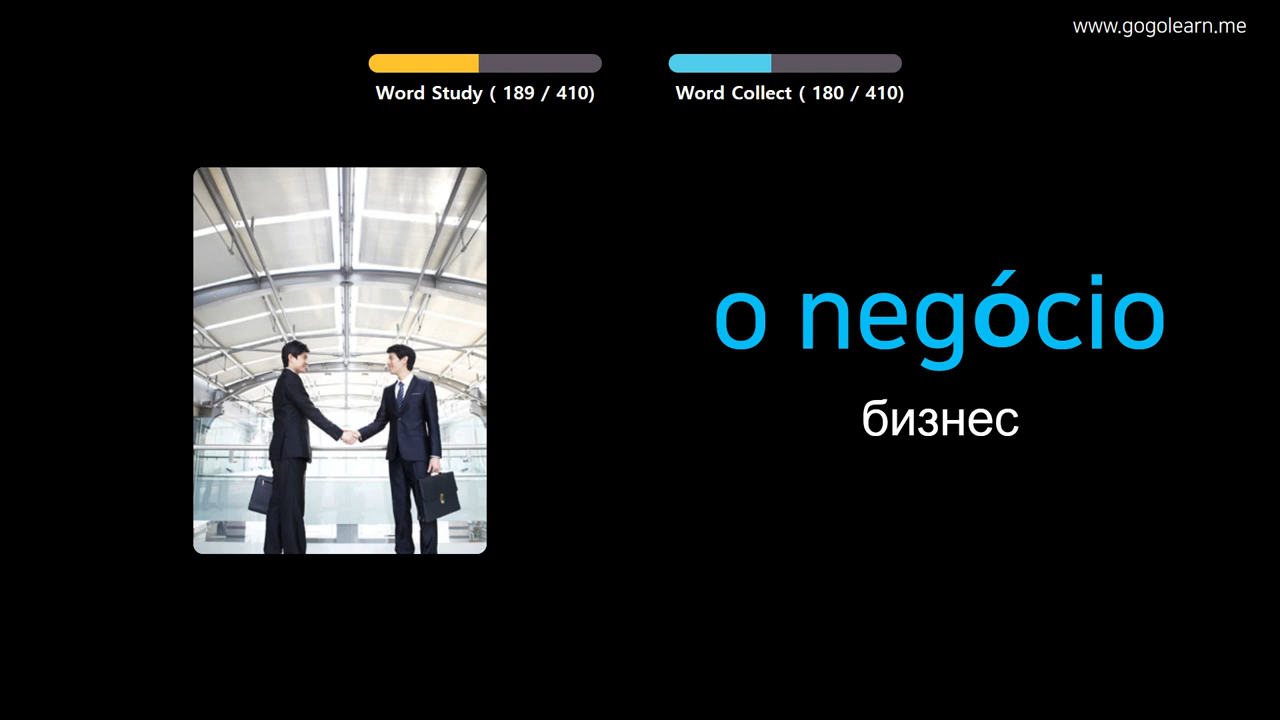 www.gogolearn.me
Word Study ( 189 / 410)
Word Collect ( 180 / 410)
o negócio
бизнес